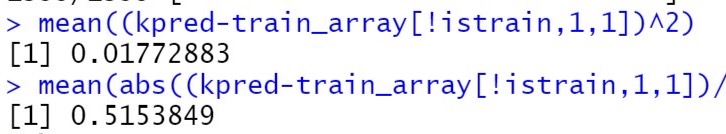 > mean((kpred-train_array[!istrain,1,1])^2)
[1] 0.01772883
> mean(abs((kpred-train_array[!istrain,1,1])/
[1] 0.5153849